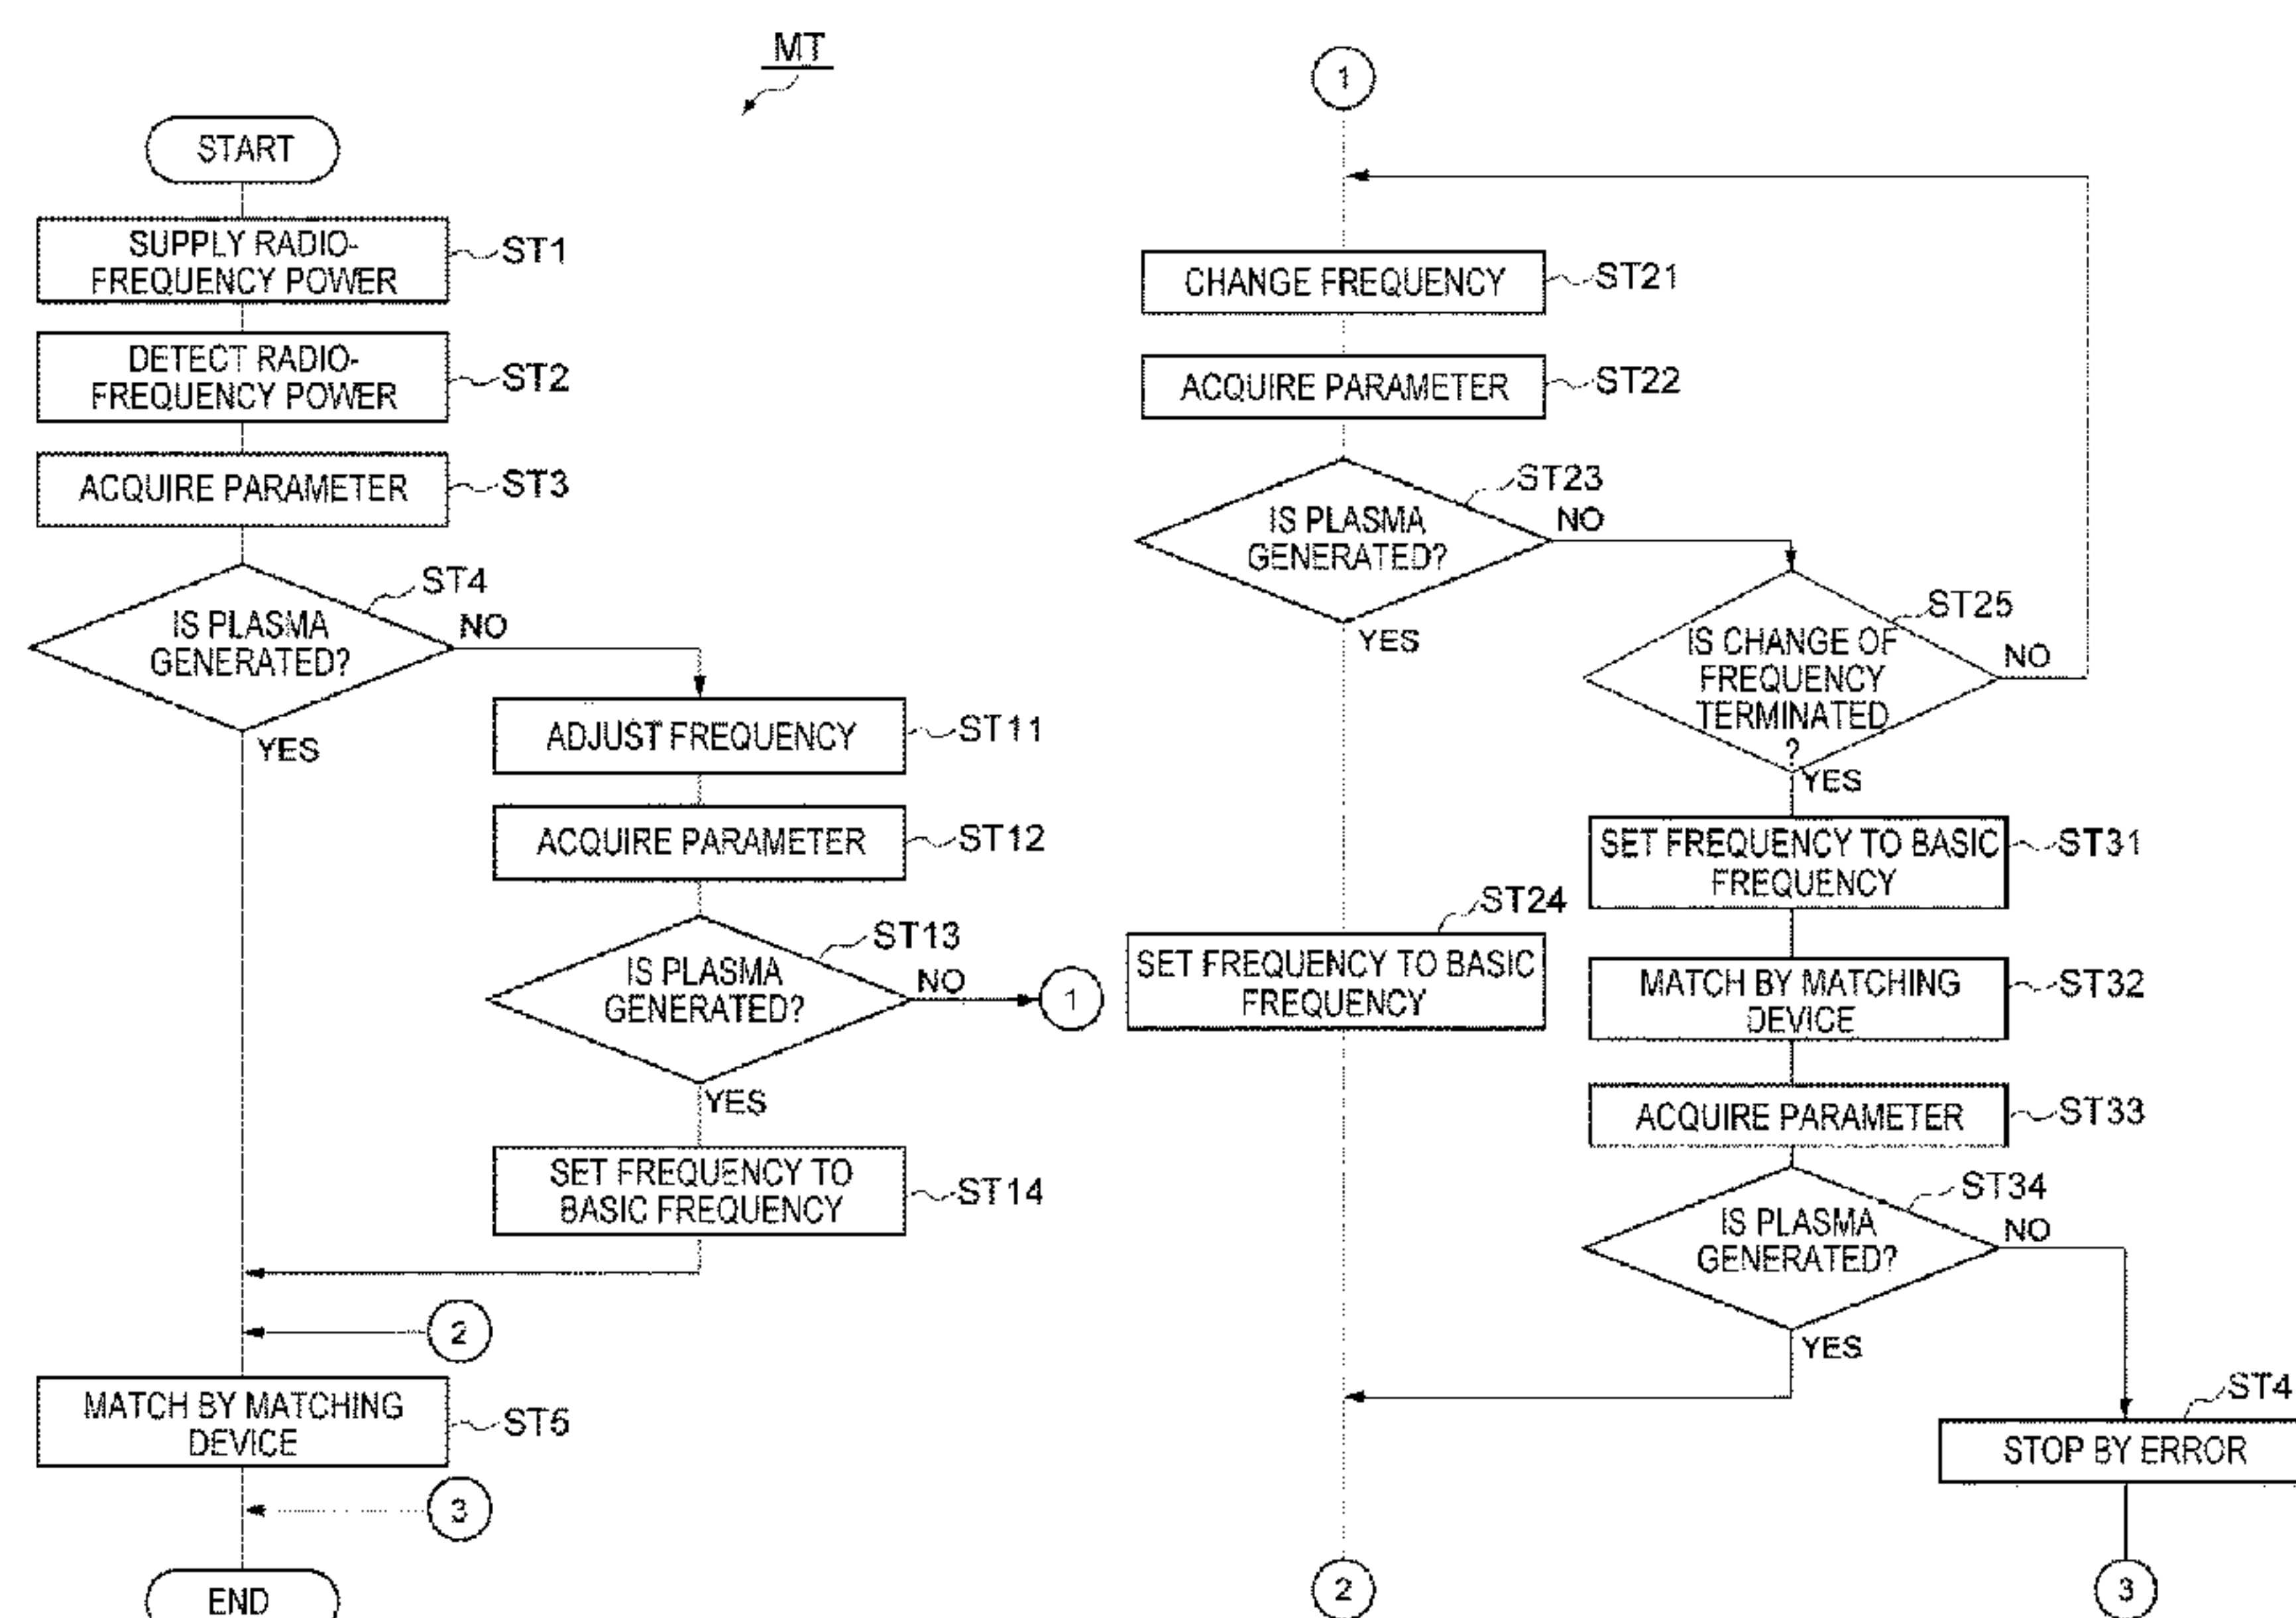 MT
START
SUPPLY RADIO-
FREQUENCY POWER
ST1
DETECT RADIO-
FREQUENCY POWER
ST2
ACQUIRE PARAMETER
ST3
IS PLASMA
GENERATED?
ST4
NO
YES
ADJUST FREQUENCY
ST11
ACQUIRE PARAMETER
ST12
IS PLASMA
GENERATED?
ST13
NO
1
YES
SET FREQUENCY TO
BASIC FREQUENCY
ST14
2
MATCH BY MATCHING
DEVICE
ST5
3
END
1
CHANGE FREQUENCY
ST21
ACQUIRE PARAMETER
ST22
IS PLASMA
GENERATED?
ST23
NO
YES
SET FREQUENCY TO BASIC
FREQUENCY
ST24
IS CHANGE OF
FREQUENCY
TERMINATED
?
ST25
NO
YES
SET FREQUENCY TO BASIC
FREQUENCY
ST31
MATCH BY MATCHING
DEVICE
ST32
ACQUIRE PARAMETER
ST33
IS PLASMA
GENERATED?
ST34
NO
YES
ST4
STOP BY ERROR
2
3